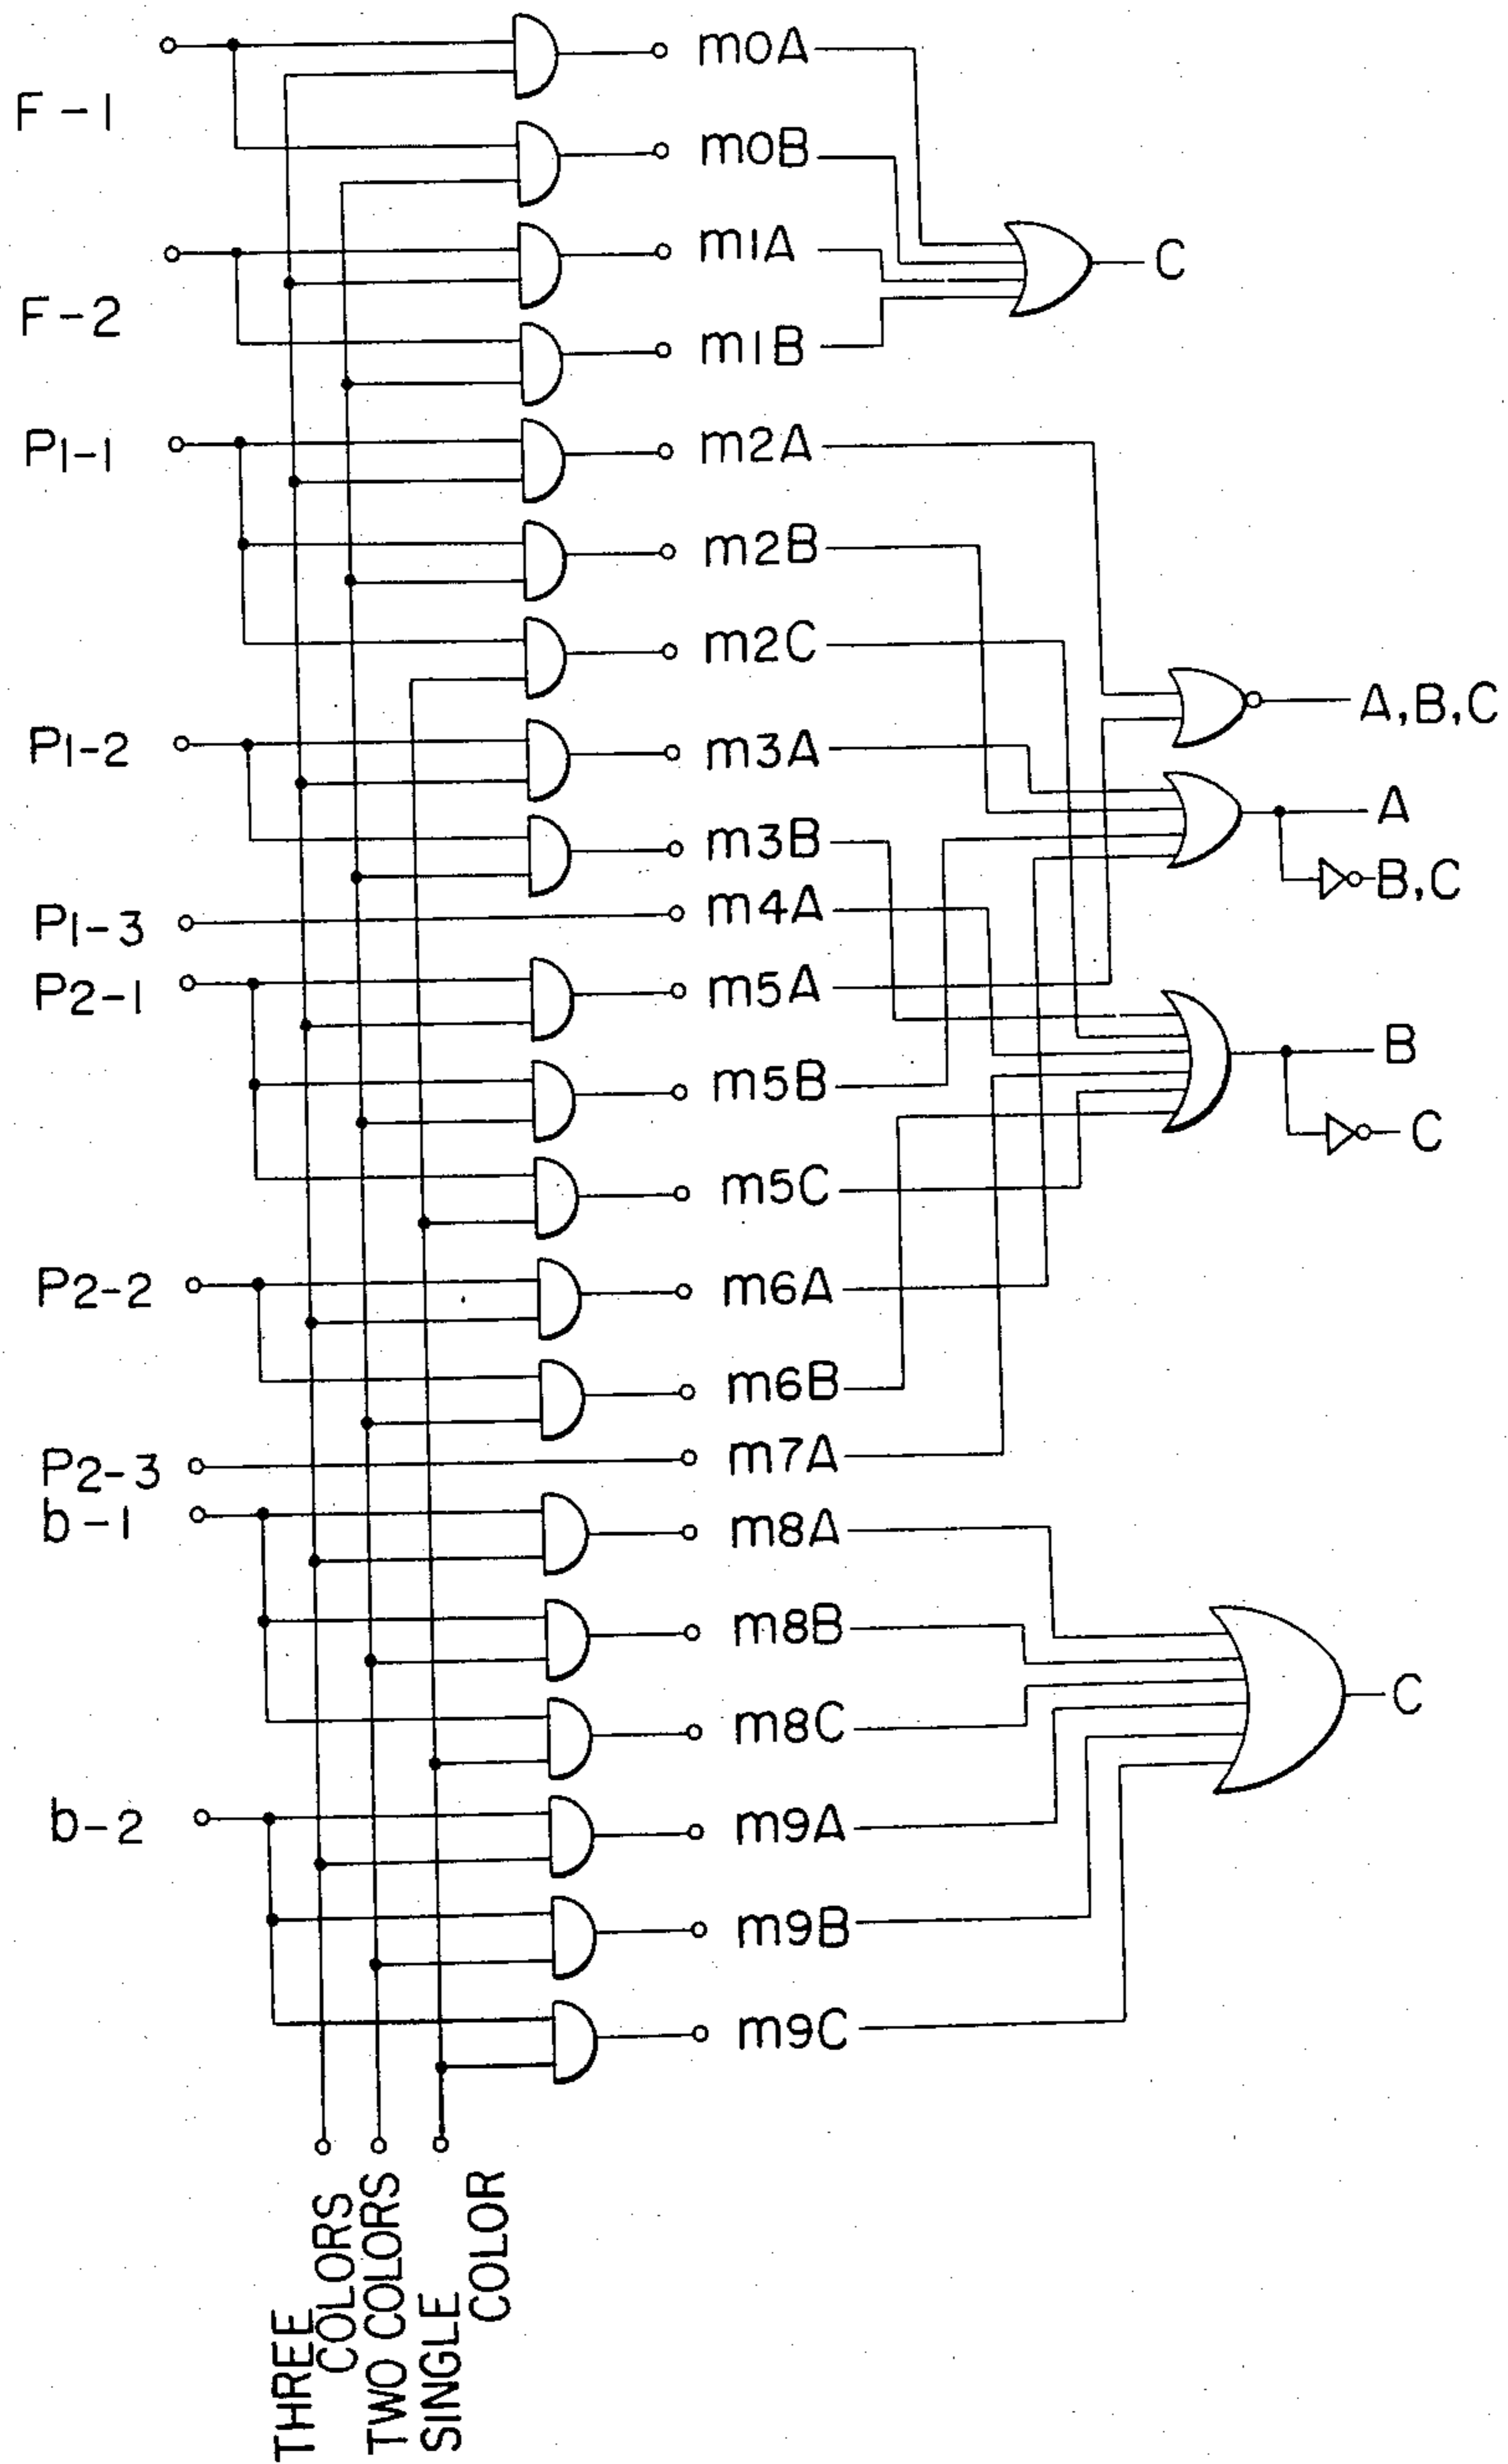 F-1
m0A
m0B
F-2
m1A
C
m1B
P1-1
m2A
m2B
m2C
A,B,C
P1-2
m3A
A
m3B
B,C
P1-3
m4A
P2-1
m5A
B
m5B
C
m5C
P2-2
m6A
m6B
P2-3
m7A
b-1
m8A
m8B
C
m8C
b-2
m9A
m9B
m9C
THREE
COLORS
TWO COLORS
SINGLE
COLOR